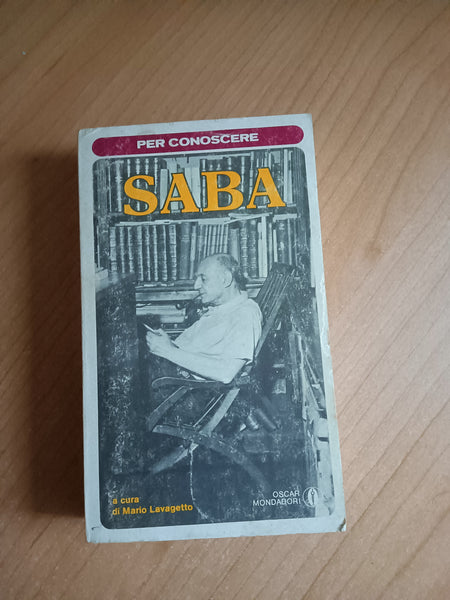 PER CONOSCERE
SABA
a cura
di Mario Lavagetto
OSCAR
MONDADORI